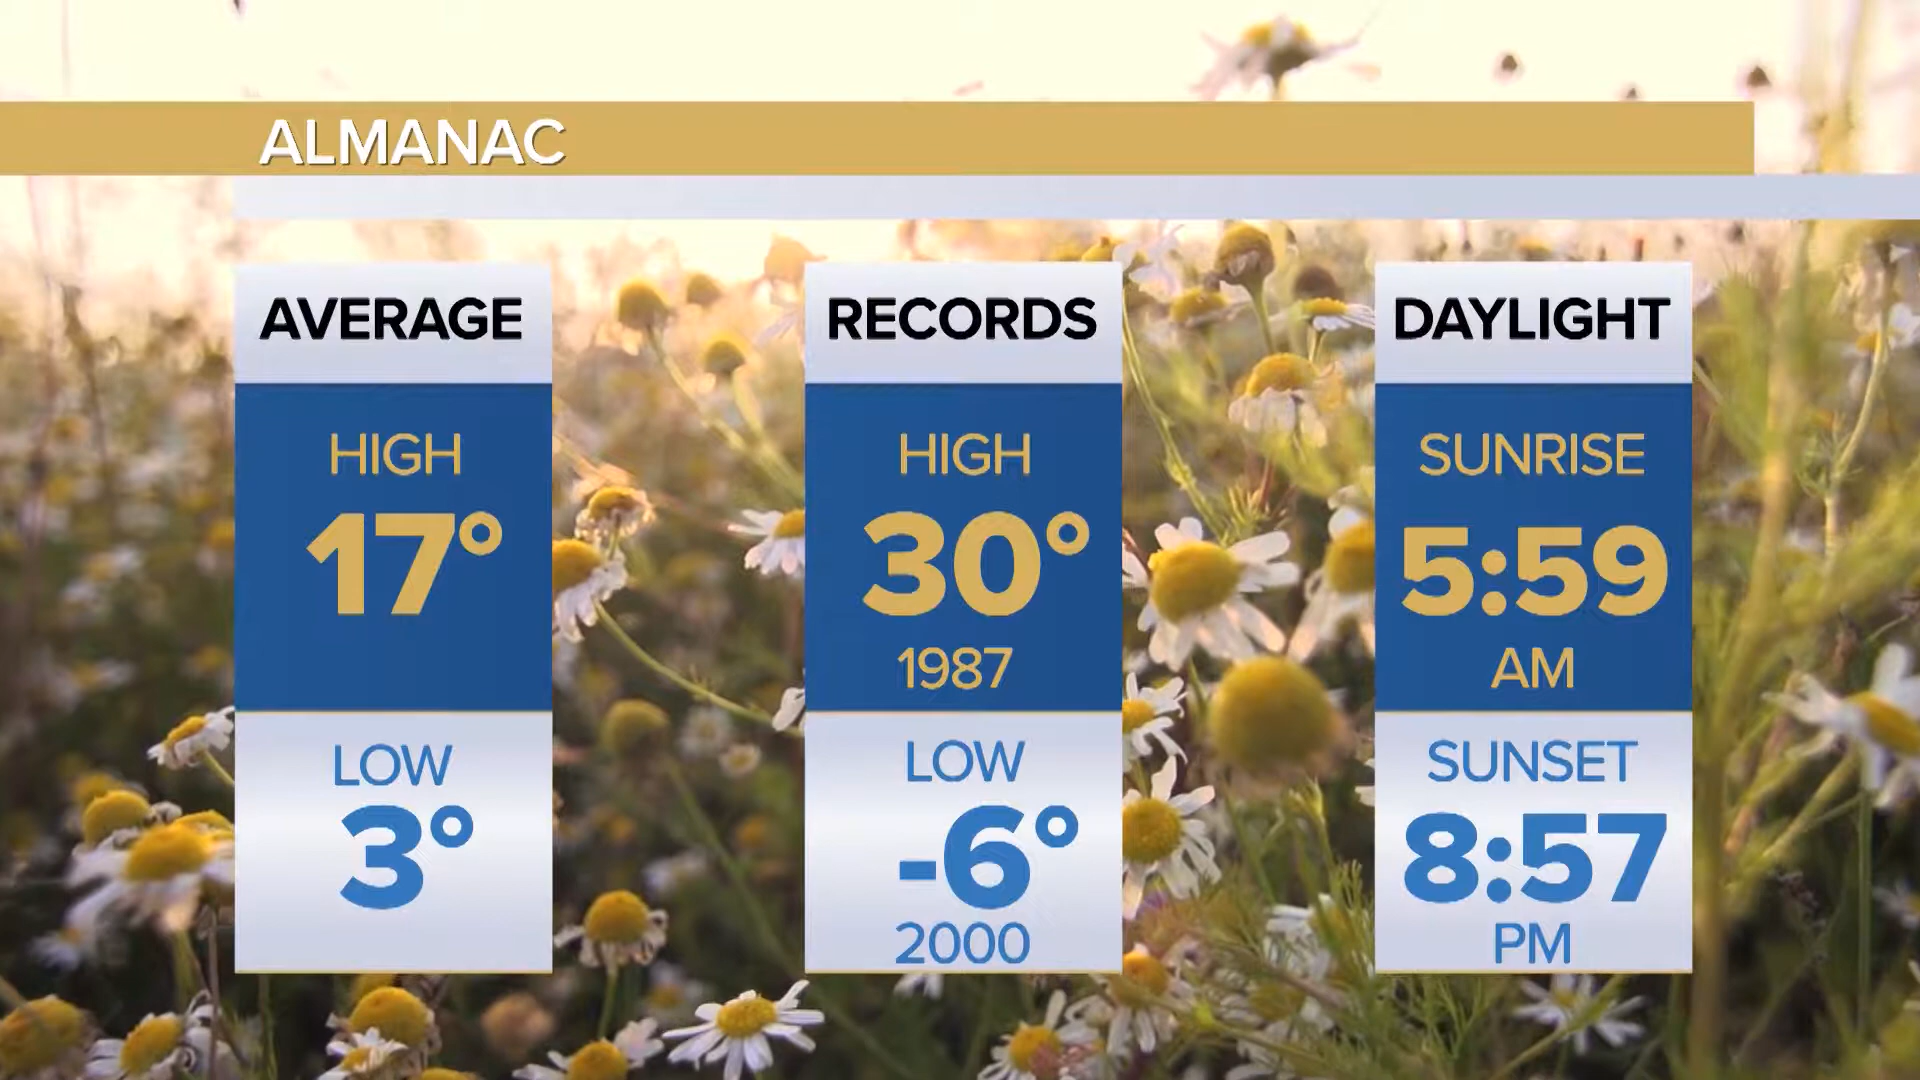 ALMANAC
AVERAGE
HIGH
17°
LOW
3°
RECORDS
HIGH
30°
1987
LOW
-6°
2000
DAYLIGHT
SUNRISE
5:59
AM
SUNSET
8:57
PM